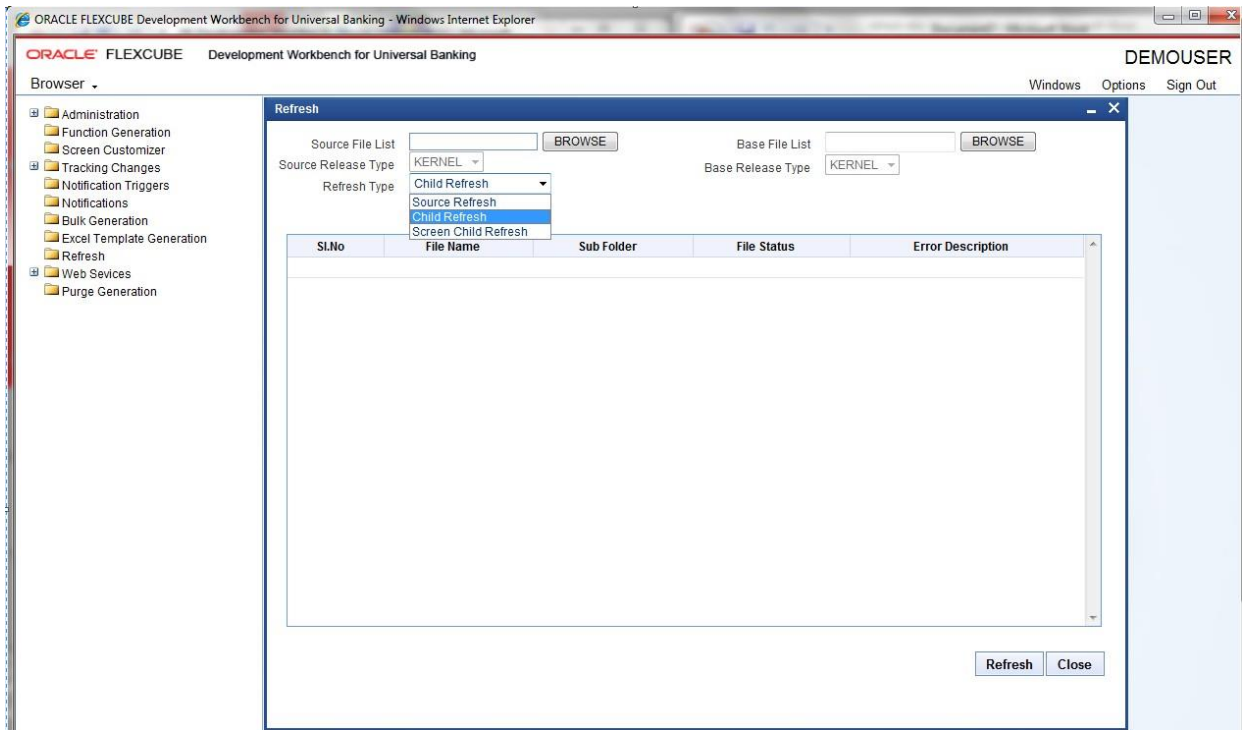 ORACLE FLEXCUBE Development Workbench for Universal Banking - Windows Internet Explorer
ORACLE FLEXCUBE Development Workbench for Universal Banking
DEMOUSER
Browser
Windows Options Sign Out
Administration
Function Generation
Screen Customizer
Tracking Changes
Notification Triggers
Notifications
Bulk Generation
Excel Template Generation
Refresh
Web Sevices
Purge Generation
Refresh
Source File List BROWSE Base File List BROWSE
Source Release Type KERNEL Base Release Type KERNEL
Refresh Type Child Refresh
Source Refresh
Child Refresh
Screen Child Refresh
Sl.No File Name Sub Folder File Status Error Description
Refresh Close